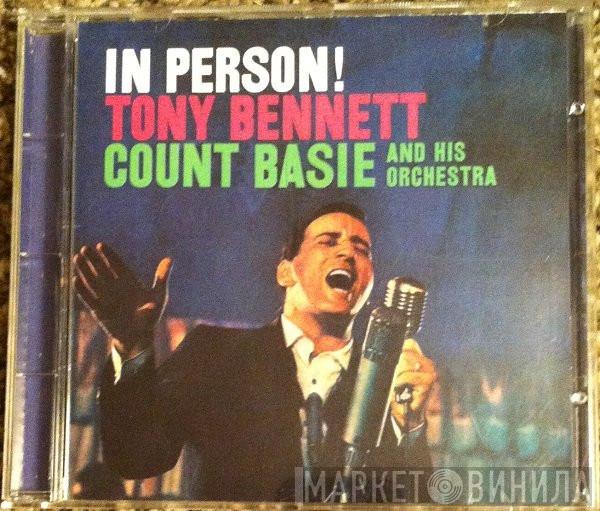 IN PERSON!
TONY BENNETT
COUNT BASIE AND HIS
ORCHESTRA
МАРКЕТ ВИНИЛА